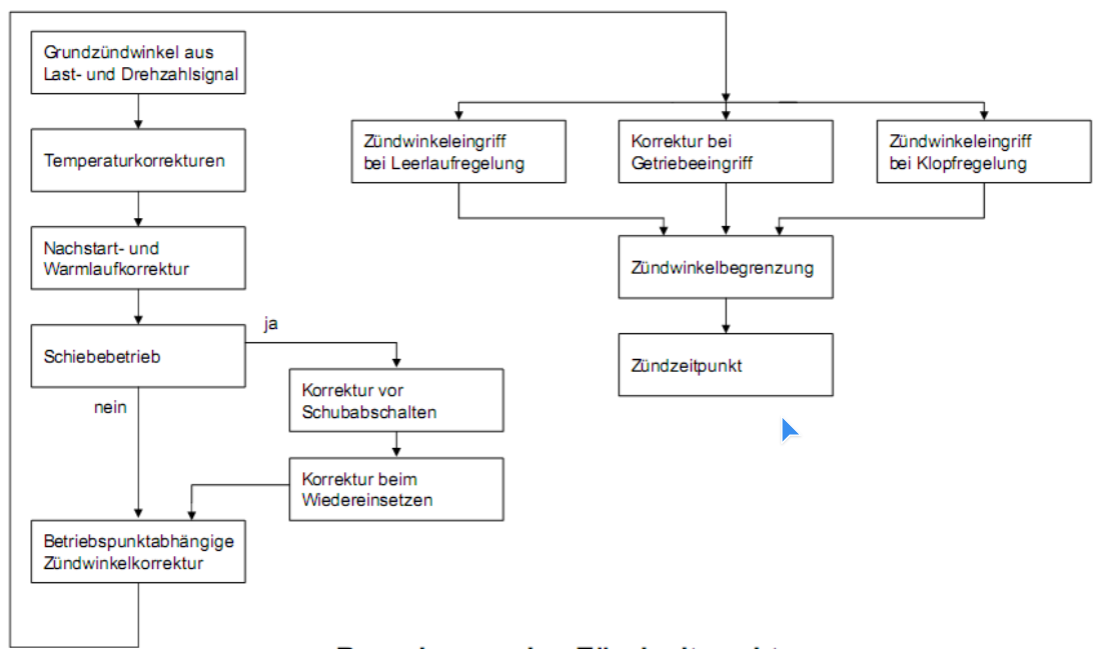 Grundzündwinkel aus
Last- und Drehzahlsignal
Temperaturkorrekturen
Nachstart- und
Warmlaufkorrektur
Schiebebetrieb
ja
nein
Korrektur vor
Schubabschalten
Korrektur beim
Wiedereinsetzen
Betriebspunktabhängige
Zündwinkelkorrektur
Zündwinkeleingriff
bei Leerlaufregelung
Korrektur bei
Getriebeeingriff
Zündwinkeleingriff
bei Klopfregelung
Zündwinkelbegrenzung
Zündzeitpunkt